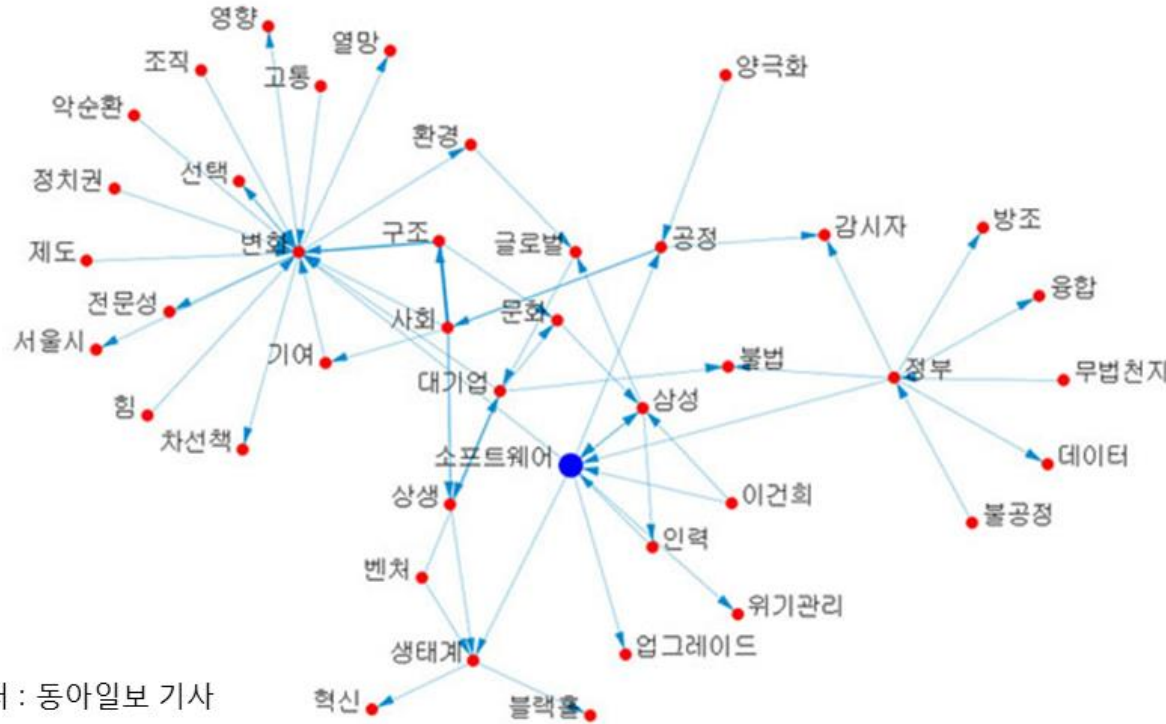 영향
열망
조직
고통
양극화
악순환
환경
정치권
선택
변화
구조
글로벌
공정
감시자
방조
제도
융합
전문성
사회
문화
서울시
기여
대기업
불법
정부
무법천지
힘
삼성
차선책
소프트웨어
데이터
상생
이건희
불공정
인력
벤처
위기관리
생태계
업그레이드
: 동아일보 기사
혁신
블랙홀